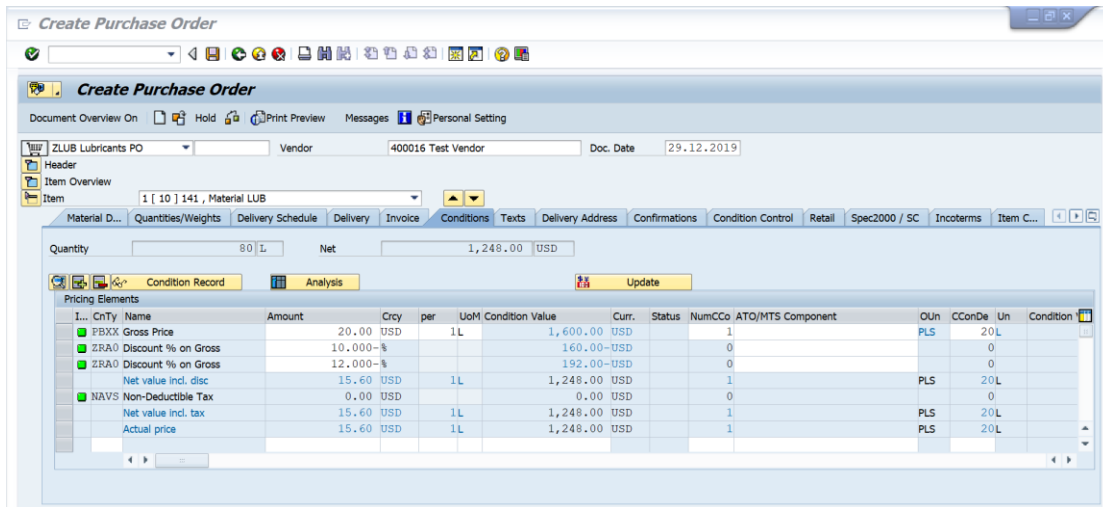 Create Purchase Order
Create Purchase Order
Document Overview On Hold Print Preview Messages Personal Setting
ZLUB Lubricants PO Vendor 400016 Test Vendor Doc. Date 29.12.2019
Header
Item Overview
Item 1 [ 10 ] 141 , Material LUB
Material D... Quantities/Weights Delivery Schedule Delivery Invoice Conditions Texts Delivery Address Confirmations Condition Control Retail Spec2000 / SC Incoterms Item C...
Quantity 80 L Net 1,248.00 USD
Condition Record Analysis Update
Pricing Elements
I... CnTy Name Amount Crcy per UoM Condition Value Curr. Status NumCCo ATO/MTS Component OUn CConDe Un Condition
PBXX Gross Price 20.00 USD 1 L 1,600.00 USD 1 PLS 20 L
ZRA0 Discount % on Gross 10.000- % 160.00- USD 0 0
ZRA0 Discount % on Gross 12.000- % 192.00- USD 0 0
Net value incl. disc 15.60 USD 1 L 1,248.00 USD 1 PLS 20 L
NAVS Non-Deductible Tax 0.00 USD 0.00 USD 0 0
Net value incl. tax 15.60 USD 1 L 1,248.00 USD 1 PLS 20 L
Actual price 15.60 USD 1 L 1,248.00 USD 1 PLS 20 L